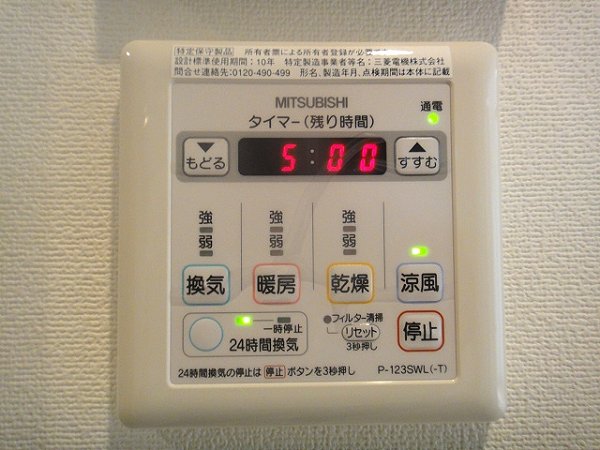 特定保守製品 所有者票による所有者登録が必要です
設計標準使用期間：10年 特定製造事業者等名：三菱電機株式会社
問合せ連絡先:0120-490-499 形名、製造年月、点検期間は本体に記載
MITSUBISHI
通電
タイマー(残り時間)
もどる 5:00 すすむ
強 強 強
弱 弱 弱
換気 暖房 乾燥 涼風
一時停止
24時間換気
フィルター清掃
リセット
3秒押し
停止
24時間換気の停止は 停止 ボタンを3秒押し P-123SWL(-T)